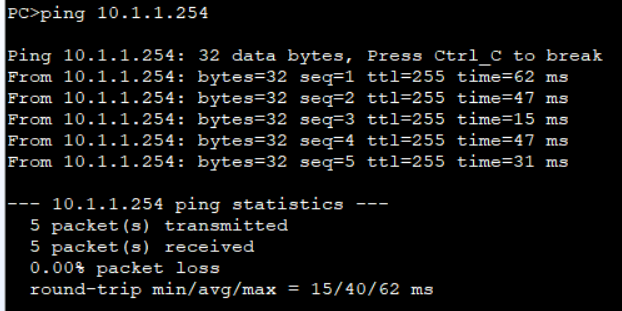 PC>ping 10.1.1.254
Ping 10.1.1.254: 32 data bytes, Press Ctrl_C to break
From 10.1.1.254: bytes=32 seq=1 ttl=255 time=62 ms
From 10.1.1.254: bytes=32 seq=2 ttl=255 time=47 ms
From 10.1.1.254: bytes=32 seq=3 ttl=255 time=15 ms
From 10.1.1.254: bytes=32 seq=4 ttl=255 time=47 ms
From 10.1.1.254: bytes=32 seq=5 ttl=255 time=31 ms
--- 10.1.1.254 ping statistics ---
5 packet(s) transmitted
5 packet(s) received
0.00% packet loss
round-trip min/avg/max = 15/40/62 ms